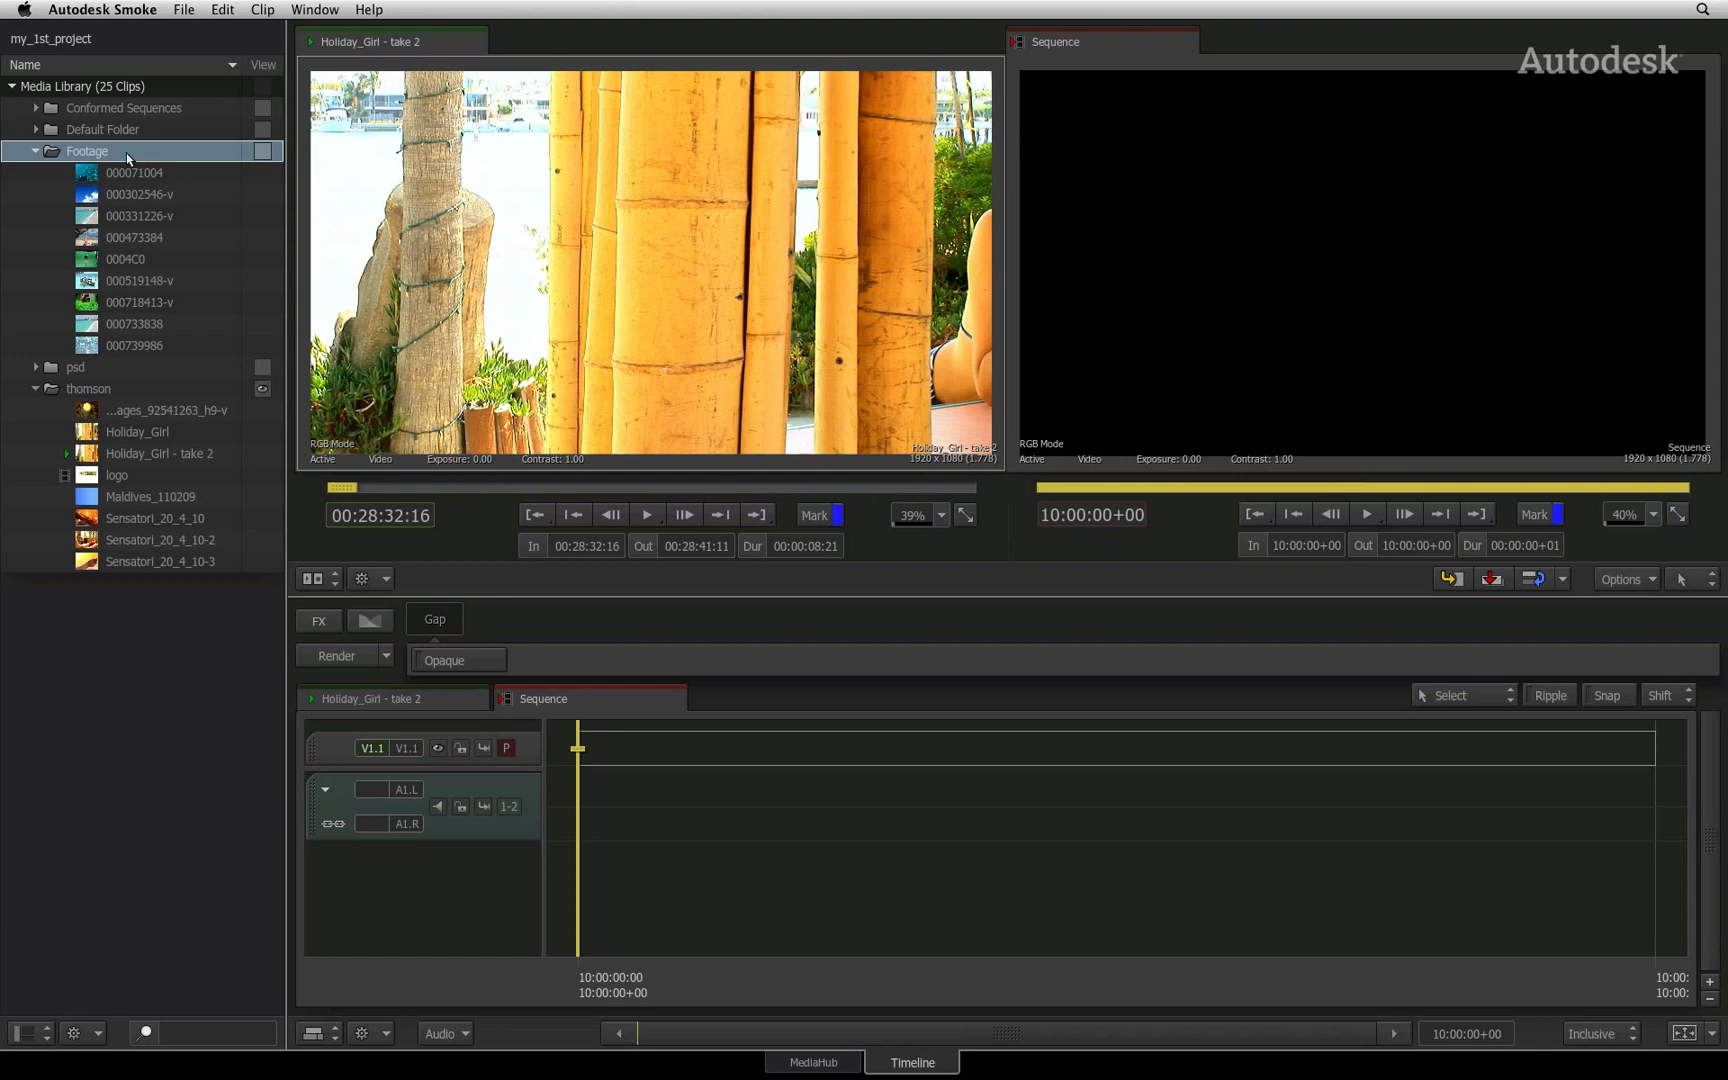 Autodesk Smoke File Edit Clip Window Help
my_1st_project
Name View
Media Library (25 Clips)
Conformed Sequences
Default Folder
Footage
000071004
000302546-v
000331226-v
000473384
0004C0
000519148-v
000718413-v
000733838
000739986
psd
thomson
...ages_92541263_h9-v
Holiday_Girl
Holiday_Girl - take 2
logo
Maldives_110209
Sensatori_20_4_10
Sensatori_20_4_10-2
Sensatori_20_4_10-3
Holiday_Girl - take 2
Sequence
Autodesk
RGB Mode Holiday_Girl - take 2
Active Video Exposure: 0.00 Contrast: 1.00 1920 x 1080 (1.778)
RGB Mode Sequence
Active Video Exposure: 0.00 Contrast: 1.00 1920 x 1080 (1.778)
00:28:32:16 Mark 39%
In 00:28:32:16 Out 00:28:41:11 Dur 00:00:08:21
10:00:00+00 Mark 40%
In 10:00:00+00 Out 10:00:00+00 Dur 00:00:00+01
Options
FX Gap
Render Opaque
Holiday_Girl - take 2 Sequence Select Ripple Snap Shift
V1.1 V1.1 P
A1.L
1-2
A1.R
10:00:00:00 10:00:
10:00:00+00 10:00:
Audio 10:00:00+00 Inclusive
MediaHub Timeline